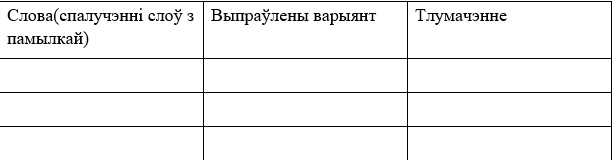 Слова(спалучэнні слоў з Выпраўлены варыянт Тлумачэнне
памылкай)